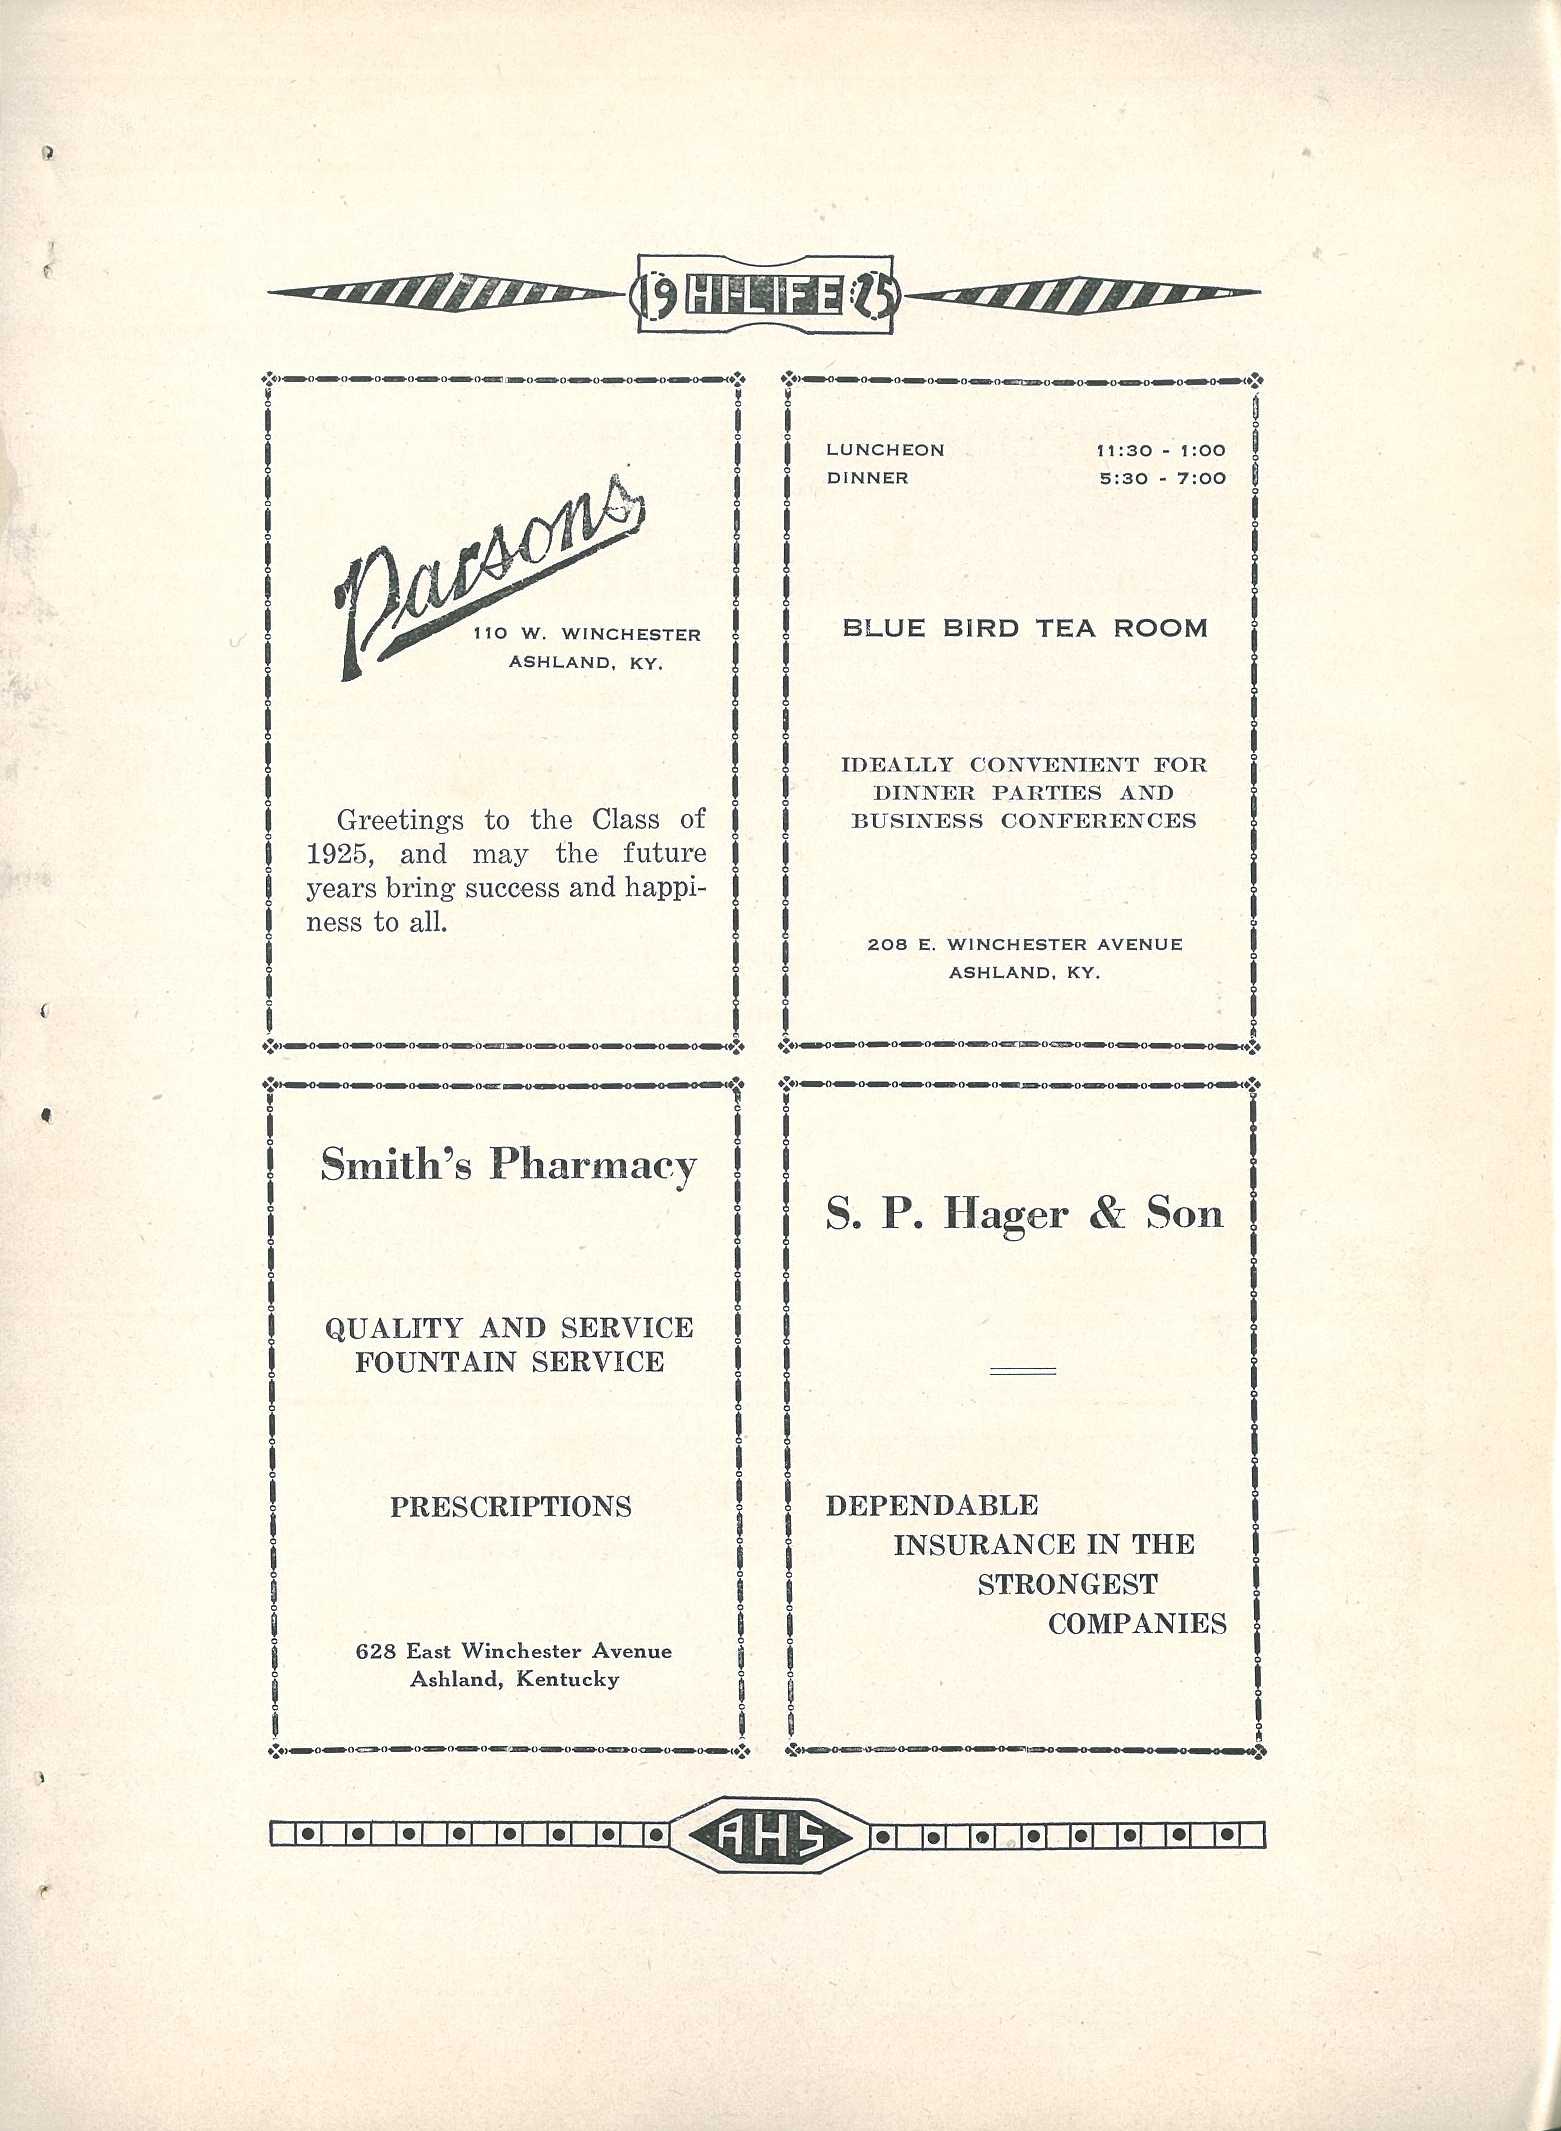 19 HI-LIFE 25
Parsons
110 W. WINCHESTER
ASHLAND, KY.
Greetings to the Class of
1925, and may the future
years bring success and happi-
ness to all.
LUNCHEON 11:30 - 1:00
DINNER 5:30 - 7:00
BLUE BIRD TEA ROOM
IDEALLY CONVENIENT FOR
DINNER PARTIES AND
BUSINESS CONFERENCES
208 E. WINCHESTER AVENUE
ASHLAND, KY.
Smith's Pharmacy
QUALITY AND SERVICE
FOUNTAIN SERVICE
PRESCRIPTIONS
628 East Winchester Avenue
Ashland, Kentucky
S. P. Hager & Son
DEPENDABLE
INSURANCE IN THE
STRONGEST
COMPANIES
AHS